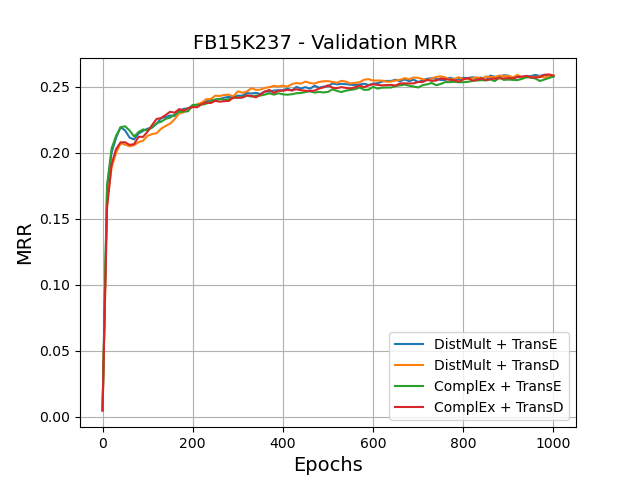 FB15K237 - Validation MRR
MRR
0.25
0.20
0.15
0.10
0.05
0.00
0
200
400
600
800
1000
Epochs
DistMult + TransE
DistMult + TransD
ComplEx + TransE
ComplEx + TransD